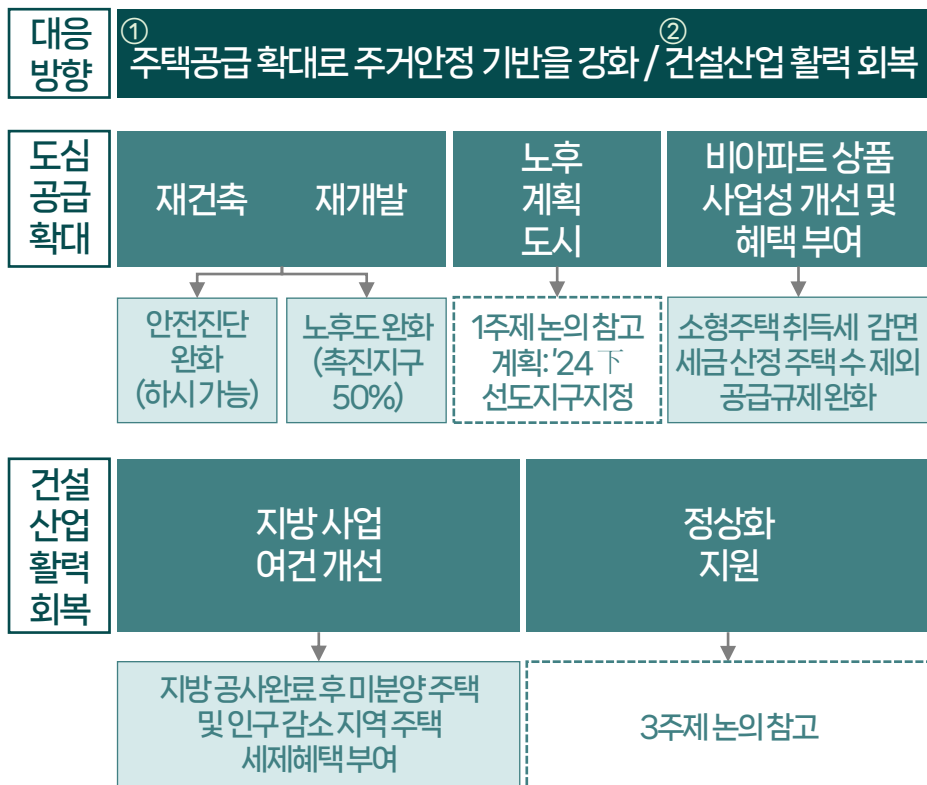 대응
방향
①주택공급 확대로 주거안정 기반을 강화 / ②건설산업 활력 회복
도심
공급
확대
재건축 재개발
노후
계획
도시
비아파트 상품
사업성 개선 및
혜택 부여
안전진단
완화
(하시 가능)
노후도 완화
(촉진지구
50%)
1주제 논의 참고
계획: '24 下
선도지구지정
소형주택 취득세 감면
세금 산정 주택 수 제외
공급규제 완화
건설
산업
활력
회복
지방 사업
여건 개선
정상화
지원
지방 공사완료 후 미분양 주택
및 인구 감소 지역 주택
세제혜택 부여
3주제 논의 참고